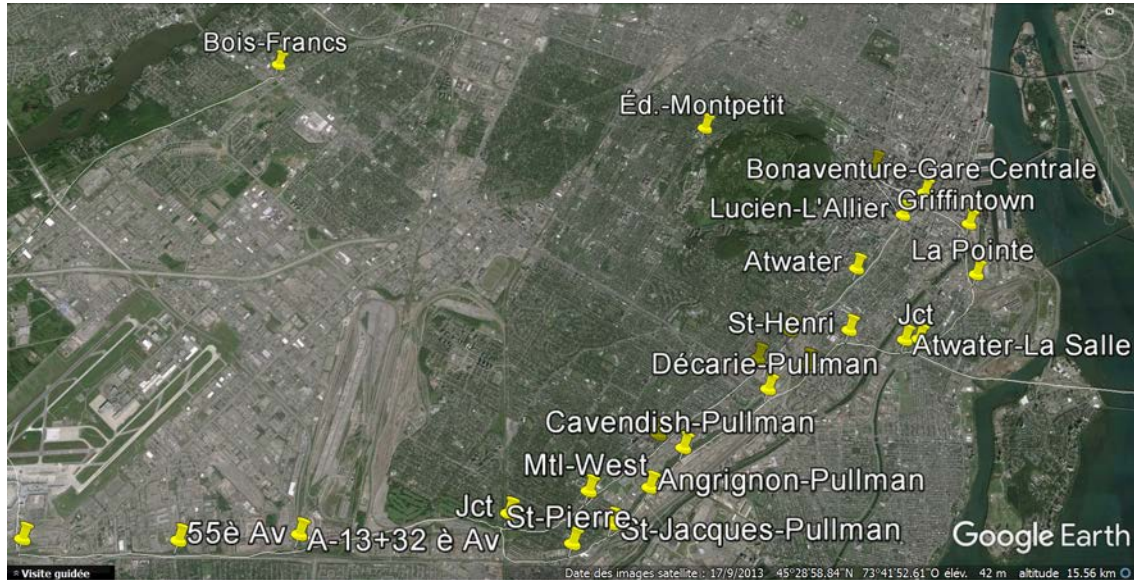 Bois-Francs
Éd.-Montpetit
Bonaventure-Gare Centrale
Lucien-L'Allier
Griffintown
La Pointe
Atwater
St-Henri
Jct
Atwater-La Salle
Décarie-Pullman
Cavendish-Pullman
Mtl-West
Angrignon-Pullman
Jct
St-Pierre
St-Jacques-Pullman
55è Av
A-13+32 è Av
Google Earth
Visite guidée
Date des images satellite : 17/9/2013 45°28'58.84"N 73°41'52.61"O élév. 42 m altitude 15.56 km